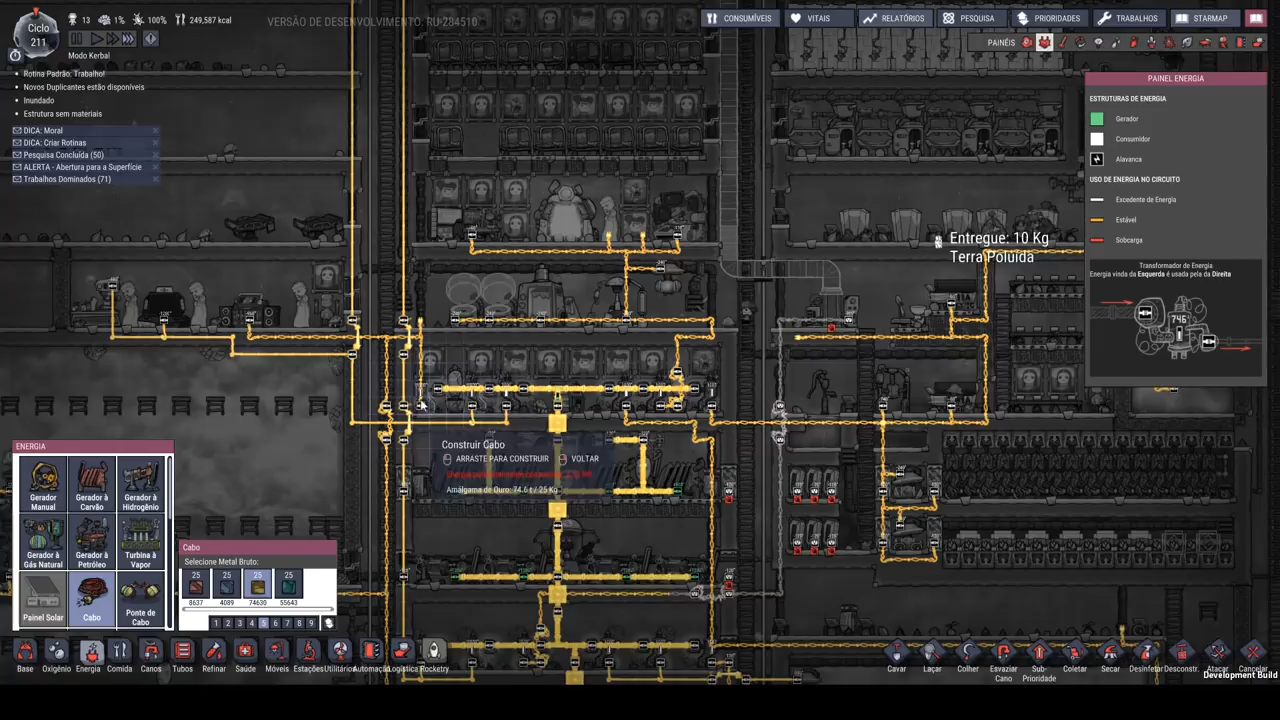 Ciclo
211
13
1%
100%
249,587 kcal
Modo Kerbal
VERSÃO DE DESENVOLVIMENTO: RU-284510
CONSUMÍVEIS
VITAIS
RELATÓRIOS
PESQUISA
PRIORIDADES
TRABALHOS
STARMAP
PAINÉIS
Rotina Padrão: Trabalho!
Novos Duplicantes estão disponíveis
Inundado
Estrutura sem materiais
DICA: Moral
DICA: Criar Rotinas
Pesquisa Concluída (50)
ALERTA - Abertura para a Superfície
Trabalhos Dominados (71)
PAINEL ENERGIA
ESTRUTURAS DE ENERGIA
Gerador
Consumidor
Alavanca
USO DE ENERGIA NO CIRCUITO
Excedente de Energia
Estável
Sobcarga
Transformador de Energia
Energia vinda da Esquerda é usada pela da Direita
Entregue: 10 Kg
Terra Poluída
Construir Cabo
ARRASTE PARA CONSTRUIR
VOLTAR
Amálgama de Ouro: 74.6 t / 25 Kg
ENERGIA
Gerador Manual
Gerador à Carvão
Gerador à Hidrogênio
Gerador à Gás Natural
Gerador à Petróleo
Turbina à Vapor
Painel Solar
Cabo
Ponte de Cabo
Cabo
Selecione Metal Bruto:
25 25 25 25
8637 4089 74630 55643
1 2 3 4 5 6 7 8 9
Base
Oxigênio
Energia
Comida
Canos
Tubos
Refinar
Saúde
Móveis
Estações
Utilitários
Automação
Logística
Rocketry
Cavar
Laçar
Colher
Esvaziar Cano
Sub-Prioridade
Coletar
Secar
Desinfetar
Desconstr.
Atacar
Cancelar
Development Build